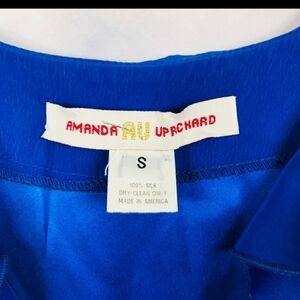 AMANDA AU UPRCHARD
S
100% SILK
DRY CLEAN ONLY
MADE IN AMERICA